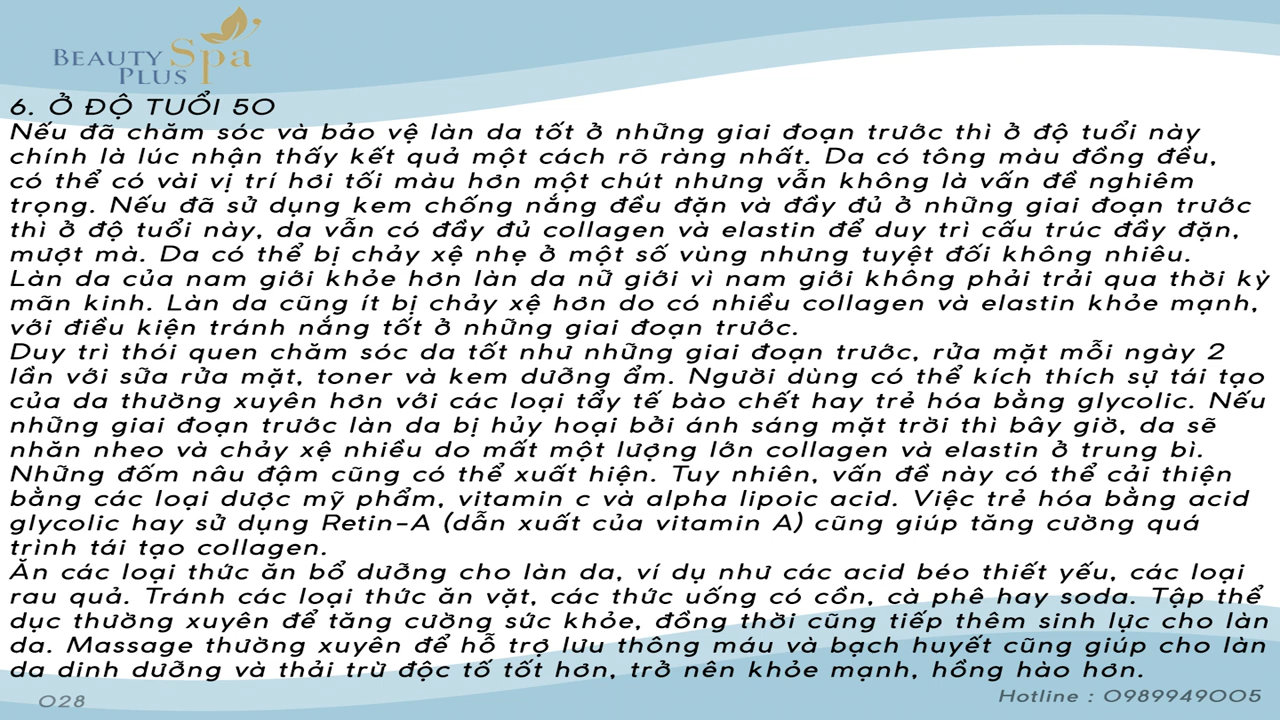 BEAUTY Spa
PLUS
6. Ở ĐỘ TUỔI 50
Nếu đã chăm sóc và bảo vệ làn da tốt ở những giai đoạn trước thì ở độ tuổi này
chính là lúc nhận thấy kết quả một cách rõ ràng nhất. Da có tông màu đồng đều,
có thể có vài vị trí hơi tối màu hơn một chút nhưng vẫn không là vấn đề nghiêm
trọng. Nếu đã sử dụng kem chống nắng đều đặn và đầy đủ ở những giai đoạn trước
thì ở độ tuổi này, da vẫn có đầy đủ collagen và elastin để duy trì cấu trúc đầy đặn,
mượt mà. Da có thể bị chảy xệ nhẹ ở một số vùng nhưng tuyệt đối không nhiêu.
Làn da của nam giới khỏe hơn làn da nữ giới vì nam giới không phải trải qua thời kỳ
mãn kinh. Làn da cũng ít bị chảy xệ hơn do có nhiều collagen và elastin khỏe mạnh,
với điều kiện tránh nắng tốt ở những giai đoạn trước.
Duy trì thói quen chăm sóc da tốt như những giai đoạn trước, rửa mặt mỗi ngày 2
lần với sữa rửa mặt, toner và kem dưỡng ẩm. Người dùng có thể kích thích sự tái tạo
của da thường xuyên hơn với các loại tẩy tế bào chết hay trẻ hóa bằng glycolic. Nếu
những giai đoạn trước làn da bị hủy hoại bởi ánh sáng mặt trời thì bây giờ, da sẽ
nhăn nheo và chảy xệ nhiều do mất một lượng lớn collagen và elastin ở trung bì.
Những đốm nâu đậm cũng có thể xuất hiện. Tuy nhiên, vấn đề này có thể cải thiện
bằng các loại dược mỹ phẩm, vitamin c và alpha lipoic acid. Việc trẻ hóa bằng acid
glycolic hay sử dụng Retin-A (dẫn xuất của vitamin A) cũng giúp tăng cường quá
trình tái tạo collagen.
Ăn các loại thức ăn bổ dưỡng cho làn da, ví dụ như các acid béo thiết yếu, các loại
rau quả. Tránh các loại thức ăn vặt, các thức uống có cồn, cà phê hay soda. Tập thể
dục thường xuyên để tăng cường sức khỏe, đồng thời cũng tiếp thêm sinh lực cho làn
da. Massage thường xuyên để hỗ trợ lưu thông máu và bạch huyết cũng giúp cho làn
da dinh dưỡng và thải trừ độc tố tốt hơn, trở nên khỏe mạnh, hồng hào hơn.
028
Hotline : 0989949005